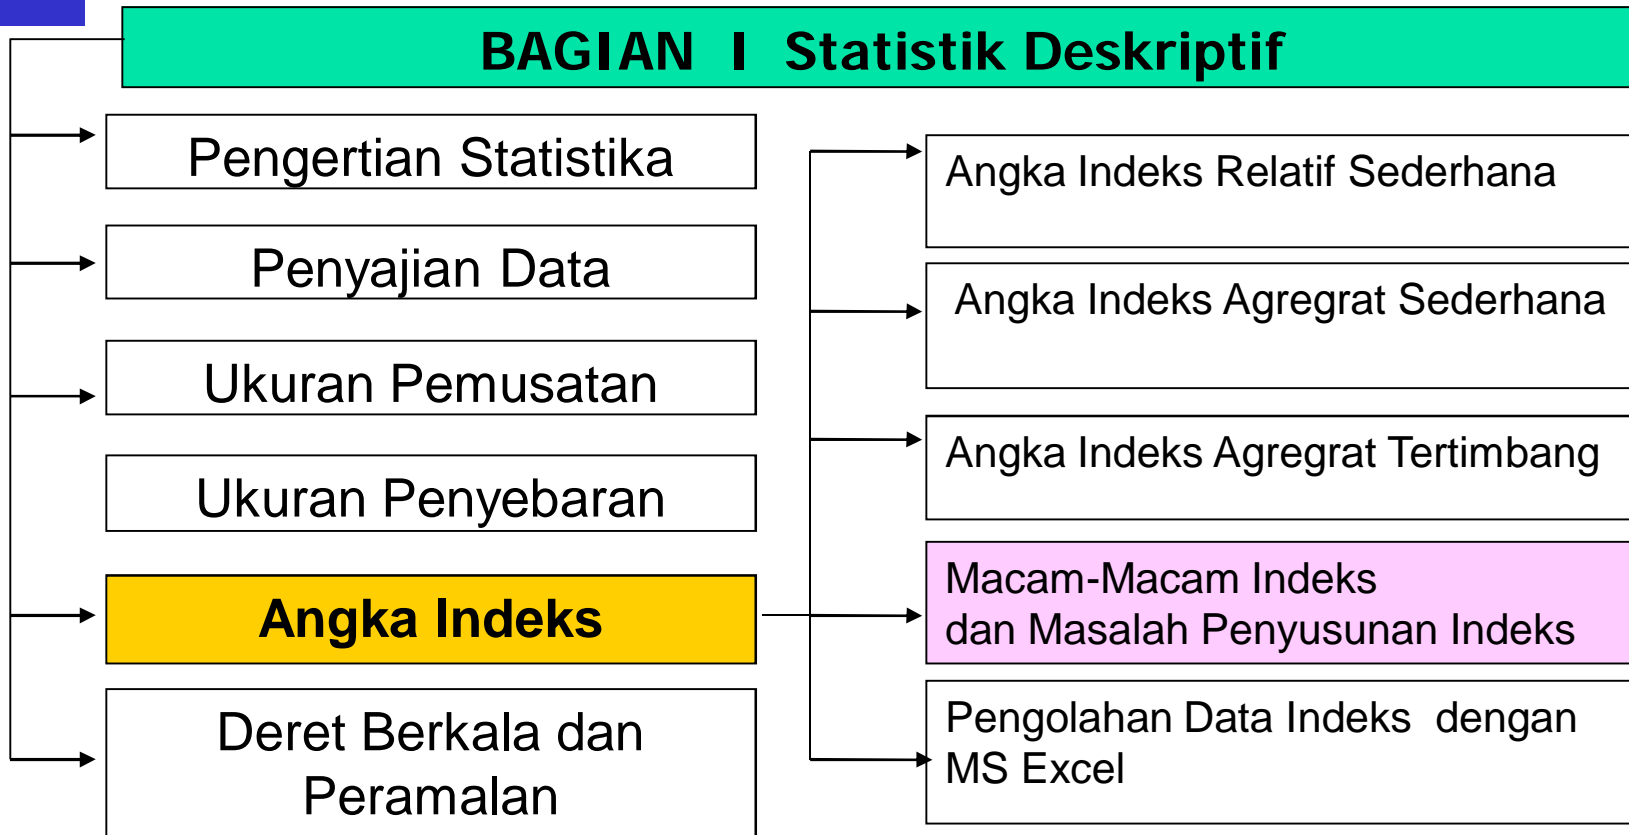 BAGIAN I Statistik Deskriptif
Pengertian Statistika
Penyajian Data
Ukuran Pemusatan
Ukuran Penyebaran
Angka Indeks
Deret Berkala dan
Peramalan
Angka Indeks Relatif Sederhana
Angka Indeks Agregrat Sederhana
Angka Indeks Agregrat Tertimbang
Macam-Macam Indeks
dan Masalah Penyusunan Indeks
Pengolahan Data Indeks dengan
MS Excel